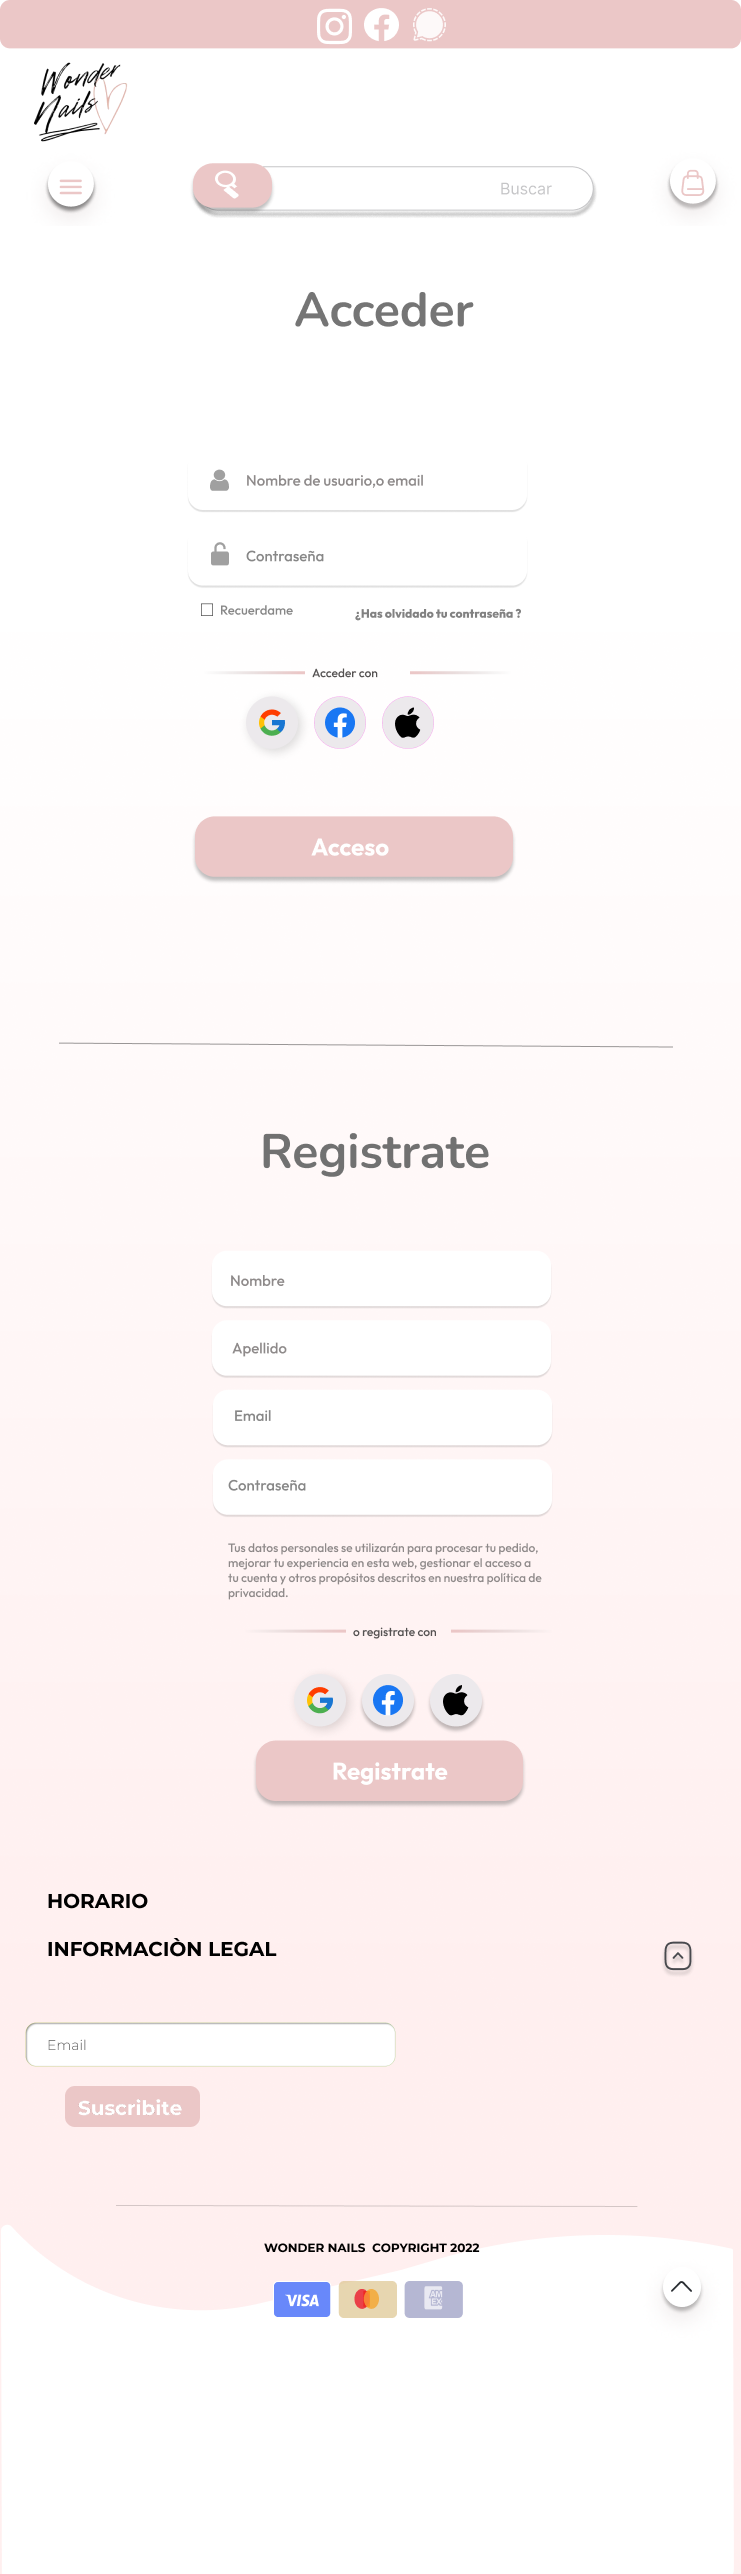 Wonder
Nails
Buscar
Acceder
Nombre de usuario,o email
Contraseña
Recuerdame
¿Has olvidado tu contraseña ?
Acceder con
Acceso
Registrate
Nombre
Apellido
Email
Contraseña
Tus datos personales se utilizarán para procesar tu pedido,
mejorar tu experiencia en esta web, gestionar el acceso a
tu cuenta y otros propósitos descritos en nuestra política de
privacidad.
o registrate con
Registrate
HORARIO
INFORMACIÒN LEGAL
Email
Suscribite
WONDER NAILS  COPYRIGHT 2022
VISA
AM
EX